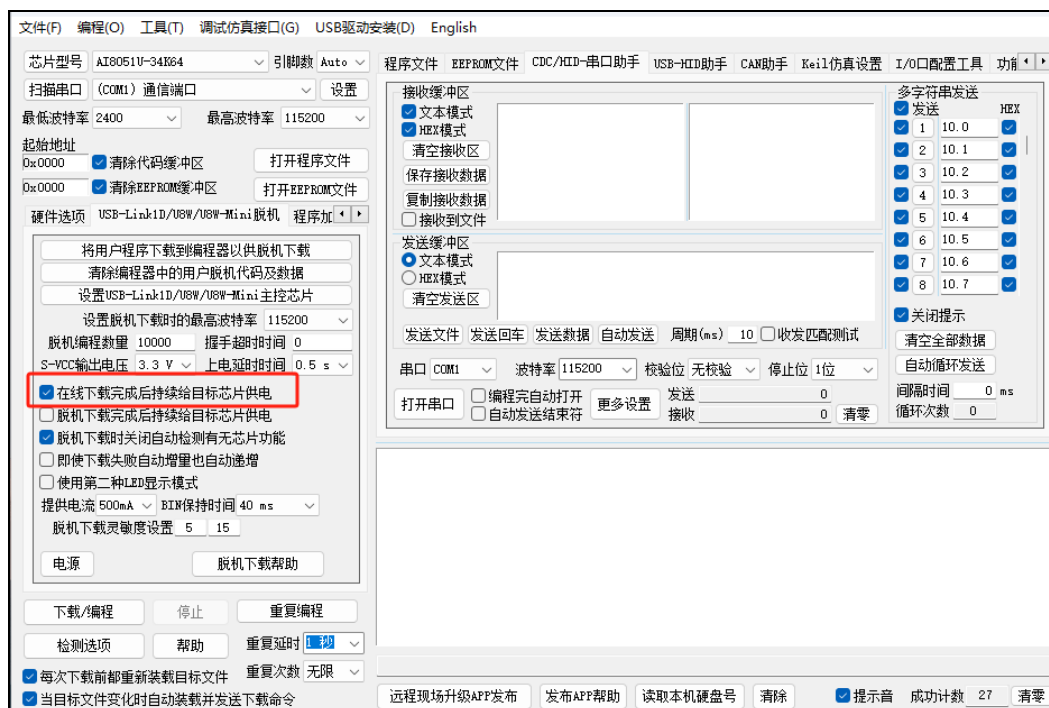 文件(F) 编程(O) 工具(T) 调试仿真接口(G) USB驱动安装(D) English
芯片型号 AI8051U-34K64 引脚数 Auto
扫描串口 (COM1) 通信端口 设置
最低波特率 2400 最高波特率 115200
起始地址
0x0000 清除代码缓冲区 打开程序文件
0x0000 清除EEPROM缓冲区 打开EEPROM文件
硬件选项 USB-Link1D/U8W/U8W-Mini脱机 程序加
将用户程序下载到编程器以供脱机下载
清除编程器中的用户脱机代码及数据
设置USB-Link1D/U8W/U8W-Mini主控芯片
设置脱机下载时的最高波特率 115200
脱机编程数量 10000 握手超时时间 0
S-VCC输出电压 3.3 V 上电延时时间 0.5 s
在线下载完成后持续给目标芯片供电
脱机下载完成后持续给目标芯片供电
脱机下载时关闭自动检测有无芯片功能
即使下载失败自动增量也自动递增
使用第二种LED显示模式
提供电流 500mA BIN保持时间 40 ms
脱机下载灵敏度设置 5 15
电源 脱机下载帮助
下载/编程 停止 重复编程
检测选项 帮助 重复延时 1 秒
每次下载前都重新装载目标文件 重复次数 无限
当目标文件变化时自动装载并发送下载命令
程序文件 EEPROM文件 CDC/HID-串口助手 USB-HID助手 CAN助手 Keil仿真设置 I/O口配置工具 功能
接收缓冲区
文本模式
HEX模式
清空接收区
保存接收数据
复制接收数据
接收到文件
发送缓冲区
文本模式
HEX模式
清空发送区
发送文件 发送回车 发送数据 自动发送 周期(ms) 10 收发匹配测试
串口 COM1 波特率 115200 校验位 无校验 停止位 1位
打开串口 编程完自动打开 更多设置 发送 0
自动发送结束符 接收 0 清零
多字符串发送
发送 HEX
1 10.0
2 10.1
3 10.2
4 10.3
5 10.4
6 10.5
7 10.6
8 10.7
关闭提示
清空全部数据
自动循环发送
间隔时间 0 ms
循环次数 0
远程现场升级APP发布 发布APP帮助 读取本机硬盘号 清除 提示音 成功计数 27 清零